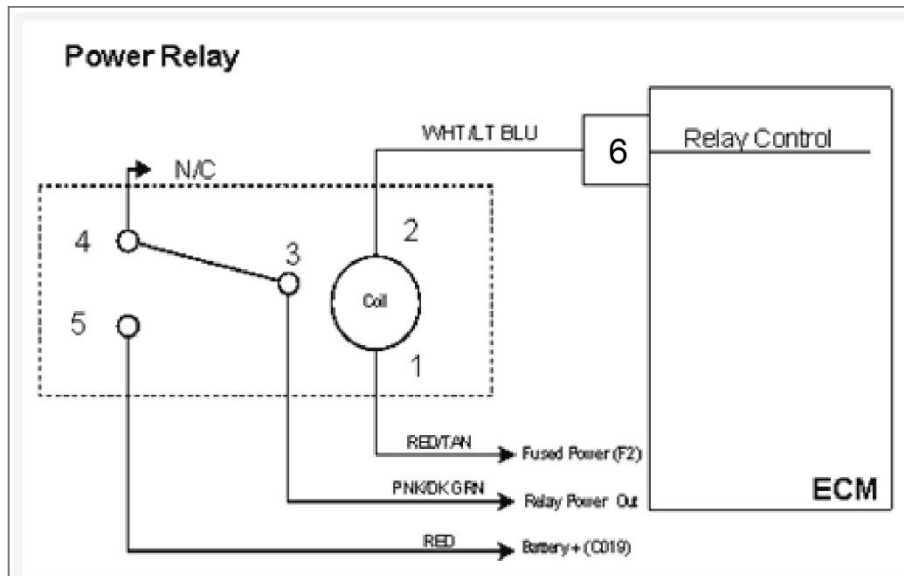 Power Relay
WHT/LT BLU
6
Relay Control
N/C
4
3
2
5
Coil
1
RED/TAN
Fused Power (F2)
PNK/DK GRN
Relay Power Out
ECM
RED
Battery+ (C019)